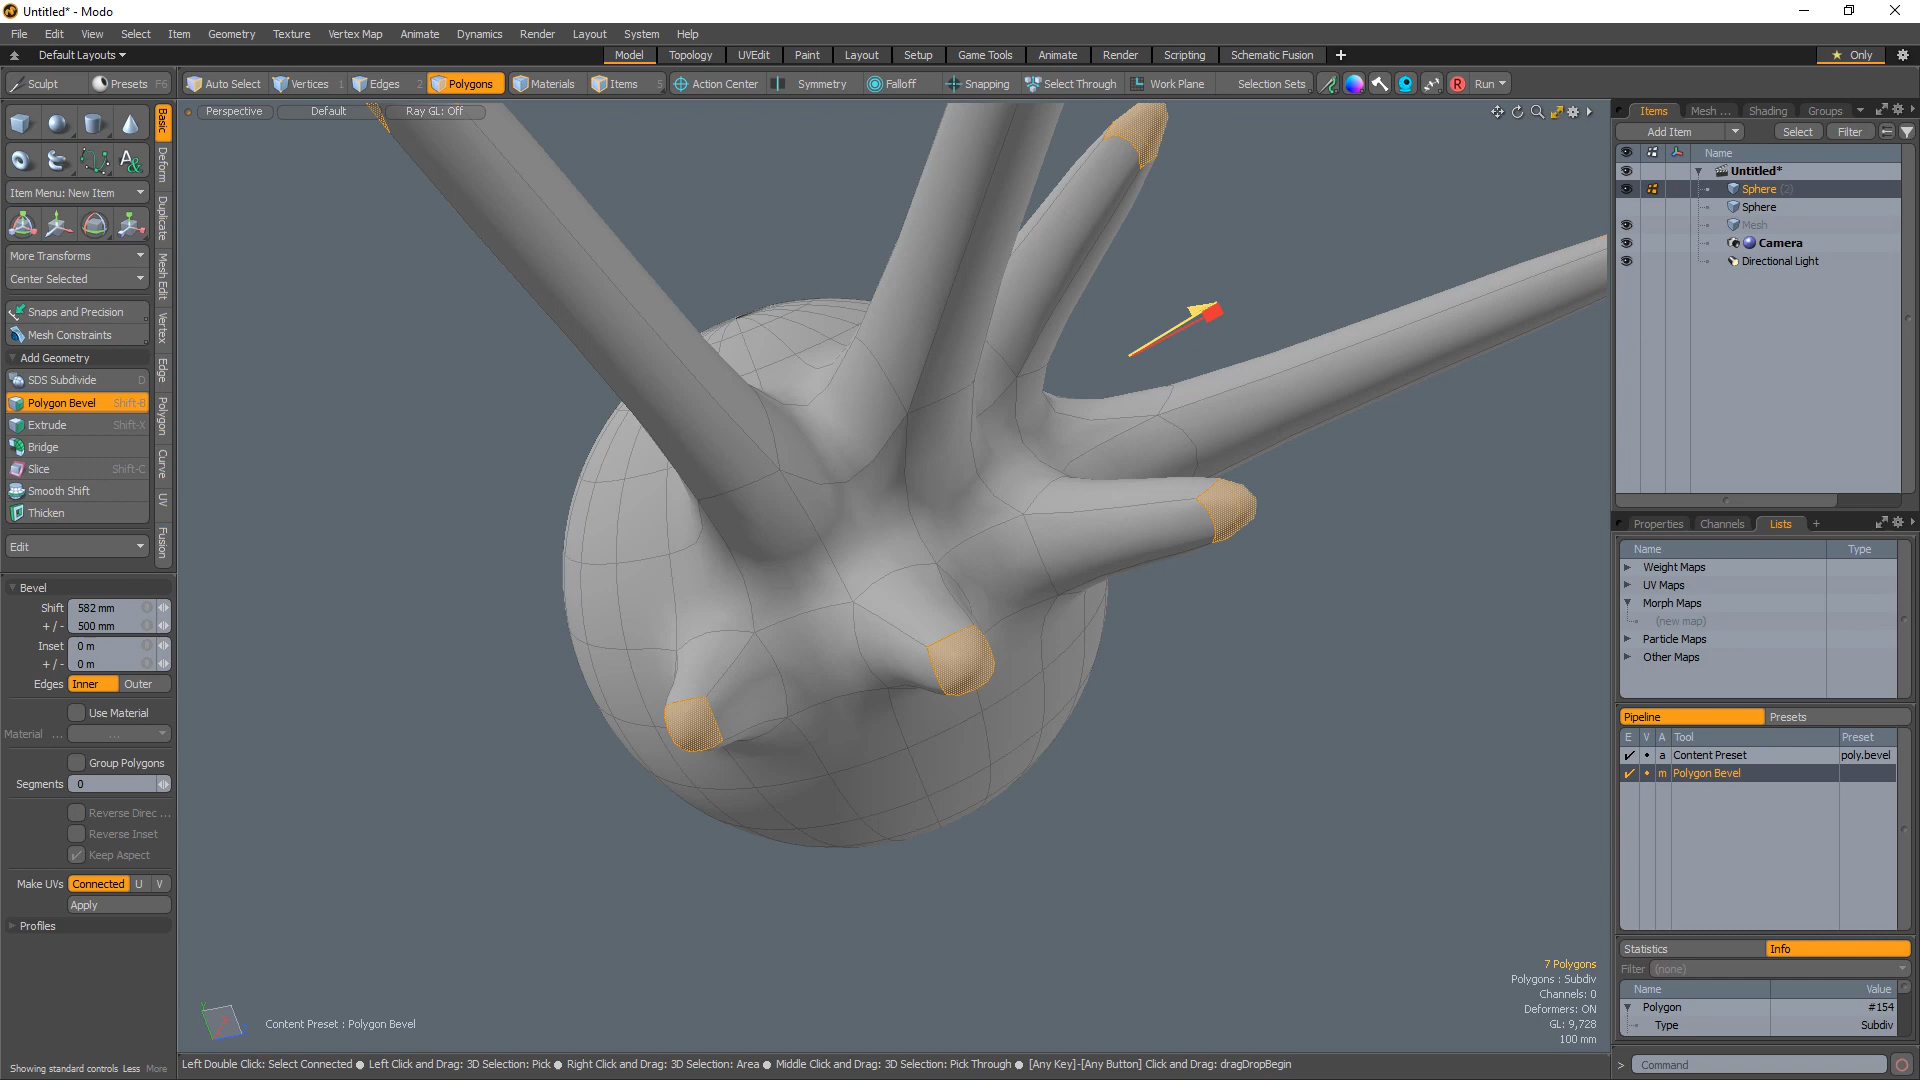 Untitled* - Modo
File Edit View Select Item Geometry Texture Vertex Map Animate Dynamics Render Layout System Help
Default Layouts Model Topology UVEdit Paint Layout Setup Game Tools Animate Render Scripting Schematic Fusion + Only
Sculpt Presets F6 Auto Select Vertices 1 Edges 2 Polygons Materials Items 5 Action Center Symmetry Falloff Snapping Select Through Work Plane Selection Sets Run
Perspective Default Ray GL: Off
Basic
Deform
Duplicate
Mesh Edit
Vertex
Edge
Polygon
Curve
UV
Fusion
Item Menu: New Item
More Transforms
Center Selected
Snaps and Precision
Mesh Constraints
Add Geometry
SDS Subdivide D
Polygon Bevel Shift-B
Extrude Shift-X
Bridge
Slice Shift-C
Smooth Shift
Thicken
Edit
Bevel
Shift 582 mm
+ / - 500 mm
Inset 0 m
+ / - 0 m
Edges Inner Outer
Use Material
Material ... ...
Group Polygons
Segments 0
Reverse Direc ...
Reverse Inset
Keep Aspect
Make UVs Connected U V
Apply
Profiles
Showing standard controls Less More
Content Preset : Polygon Bevel
7 Polygons
Polygons : Subdiv
Channels: 0
Deformers: ON
GL: 9,728
100 mm
Left Double Click: Select Connected ● Left Click and Drag: 3D Selection: Pick ● Right Click and Drag: 3D Selection: Area ● Middle Click and Drag: 3D Selection: Pick Through ● [Any Key]-[Any Button] Click and Drag: dragDropBegin
Items Mesh ... Shading Groups
Add Item Select Filter
Name
Untitled*
Sphere (2)
Sphere
Mesh
Camera
Directional Light
Properties Channels Lists +
Name Type
Weight Maps
UV Maps
Morph Maps
(new map)
Particle Maps
Other Maps
Pipeline Presets
E V A Tool Preset
a Content Preset poly.bevel
m Polygon Bevel
Statistics Info
Filter (none)
Name Value
Polygon #154
Type Subdiv
> Command